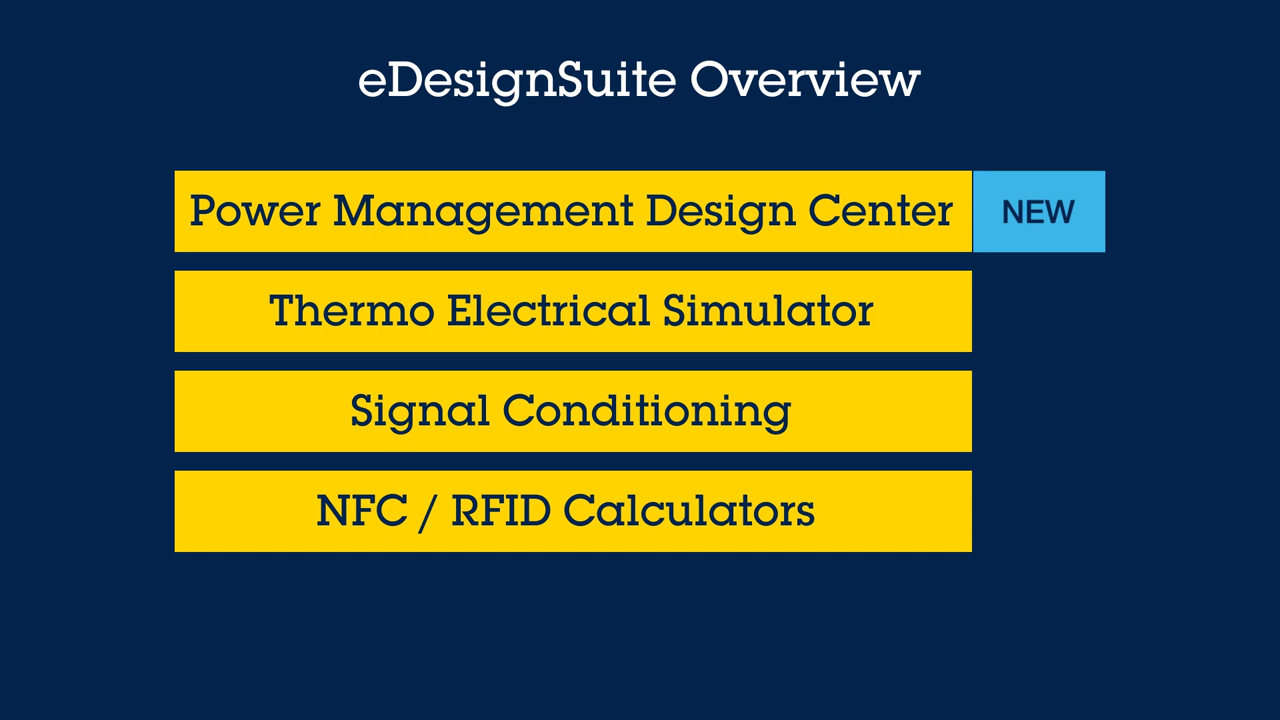 eDesignSuite Overview
Power Management Design Center NEW
Thermo Electrical Simulator
Signal Conditioning
NFC / RFID Calculators